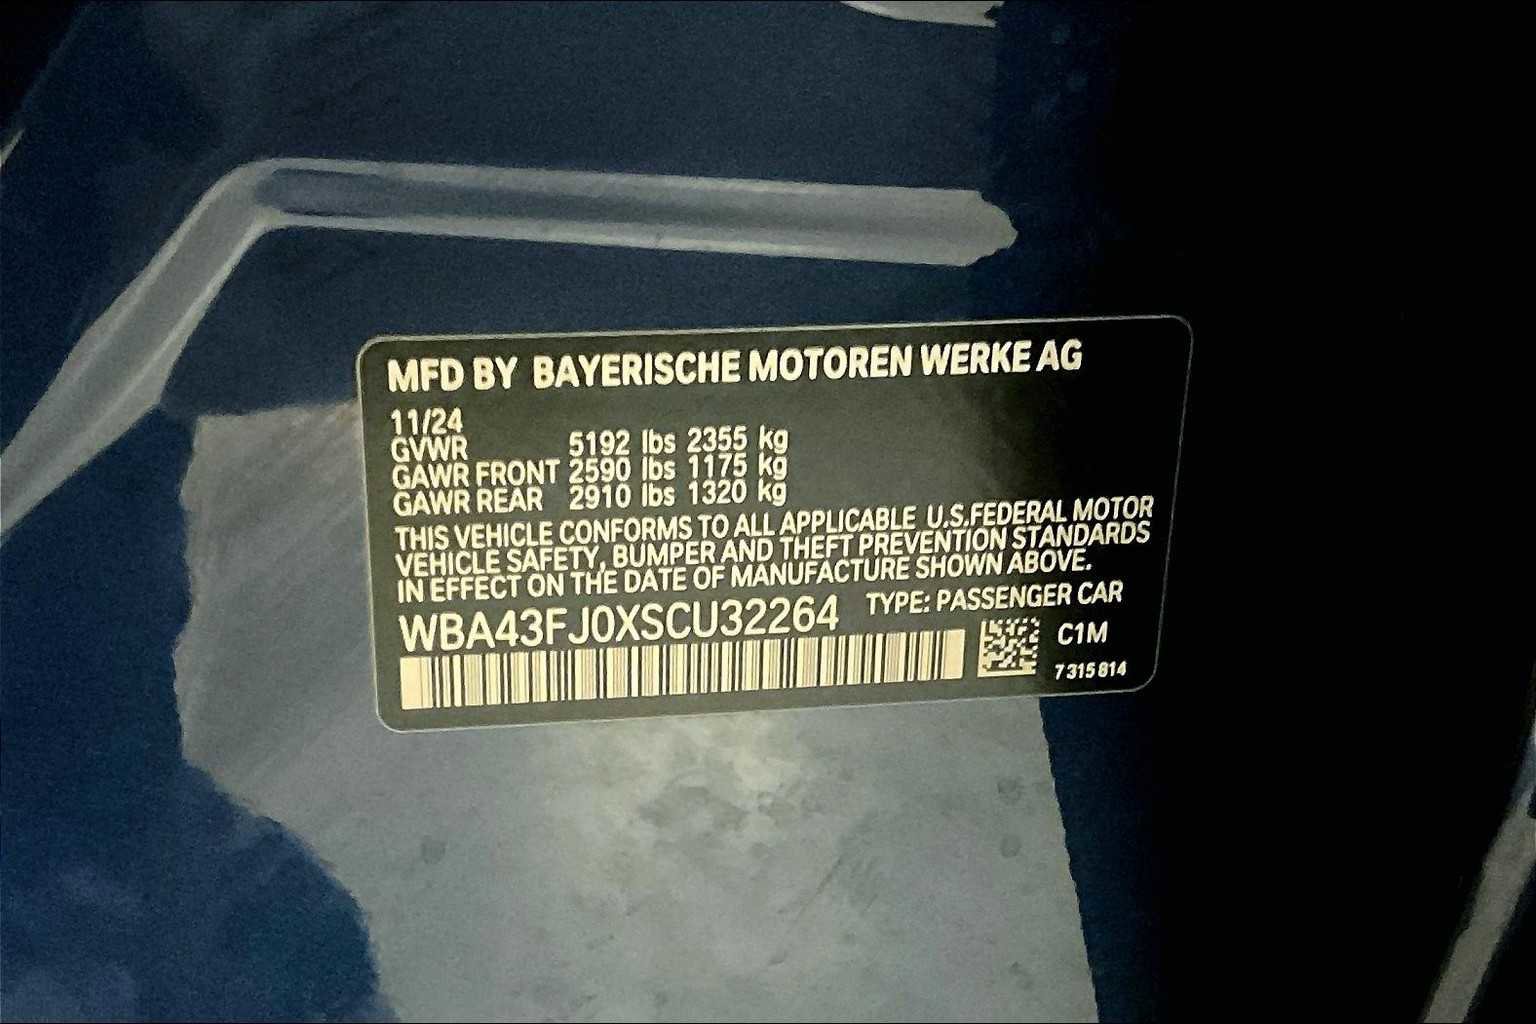 MFD BY BAYERISCHE MOTOREN WERKE AG
11/24
GVWR 5192 lbs 2355 kg
GAWR FRONT 2590 lbs 1175 kg
GAWR REAR 2910 lbs 1320 kg
THIS VEHICLE CONFORMS TO ALL APPLICABLE U.S.FEDERAL MOTOR
VEHICLE SAFETY, BUMPER AND THEFT PREVENTION STANDARDS
IN EFFECT ON THE DATE OF MANUFACTURE SHOWN ABOVE.
WBA43FJ0XSCU32264 TYPE: PASSENGER CAR
C1M
7 315 814